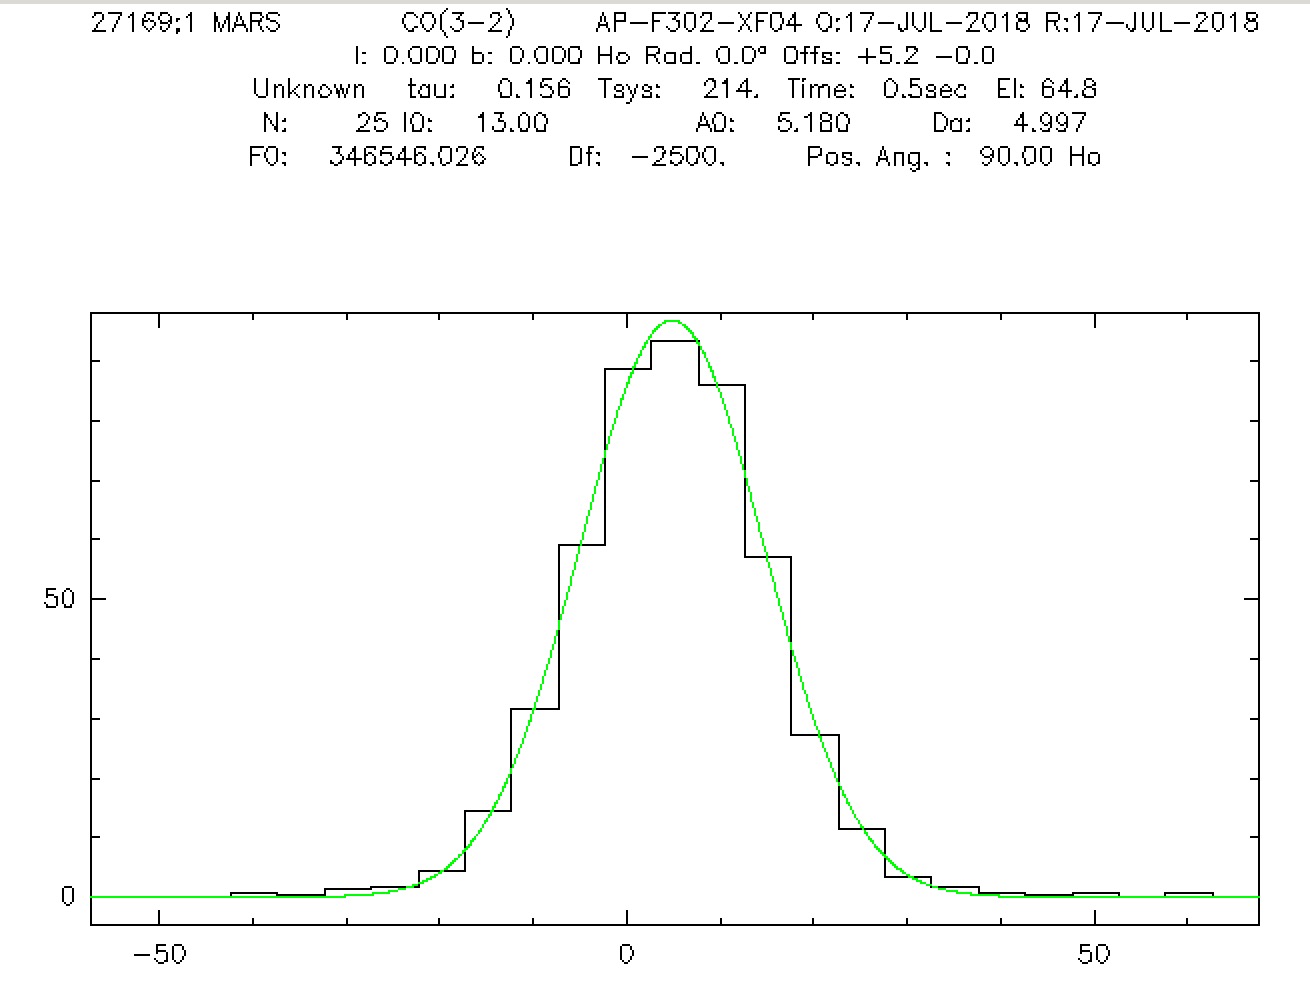 27169;1 MARS CO(3-2) AP-F302-XF04 O:17-JUL-2018 R:17-JUL-2018
l: 0.000 b: 0.000 Ho Rad. 0.0° Offs: +5.2 -0.0
Unknown tau: 0.156 Tsys: 214. Time: 0.5sec El: 64.8
N: 25 I0: 13.00 A0: 5.180 Da: 4.997
F0: 346546.026 Df: -2500. Pos. Ang. : 90.00 Ho
50
0
-50 0 50